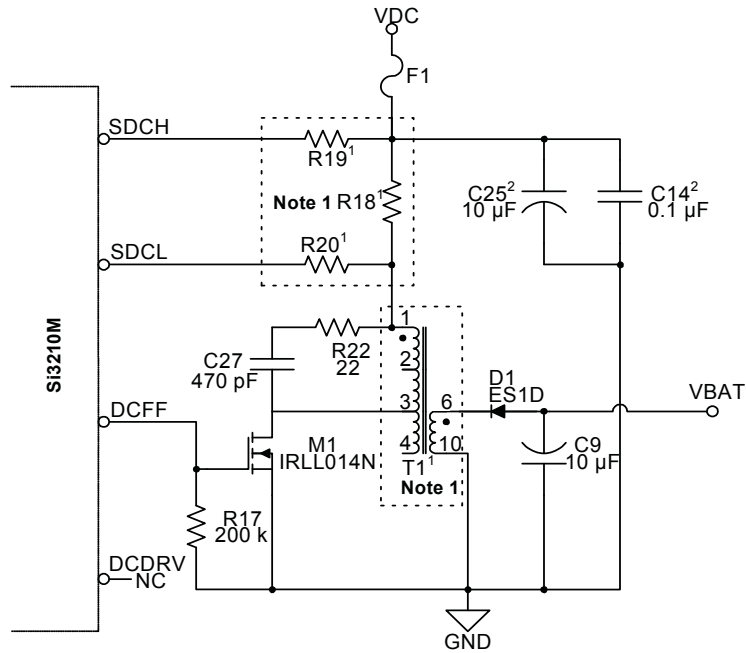 VDC
F1
SDCH
R19¹
Note 1 R18¹
C25²
10 µF
C14²
0.1 µF
R20¹
SDCL
Si3210M
1
R22
22
C27
470 pF
2
D1
ES1D
VBAT
DCFF
3
6
M1
IRLL014N
4
10
T1¹
Note 1
C9
10 µF
R17
200 k
DCDRV
NC
GND